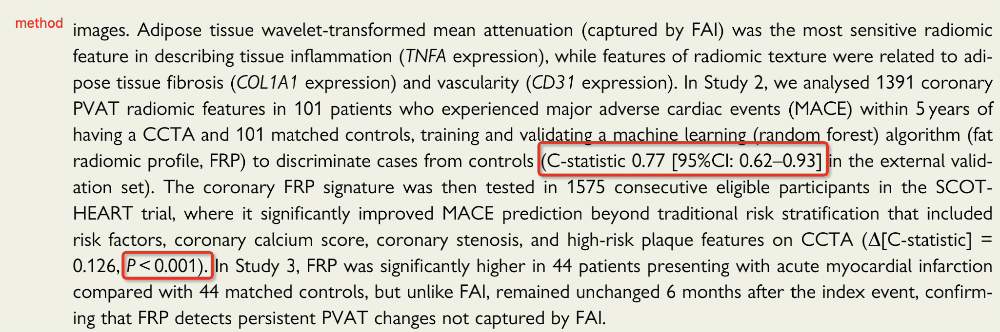 method
images. Adipose tissue wavelet-transformed mean attenuation (captured by FAI) was the most sensitive radiomic
feature in describing tissue inflammation (TNFA expression), while features of radiomic texture were related to adi-
pose tissue fibrosis (COL1A1 expression) and vascularity (CD31 expression). In Study 2, we analysed 1391 coronary
PVAT radiomic features in 101 patients who experienced major adverse cardiac events (MACE) within 5 years of
having a CCTA and 101 matched controls, training and validating a machine learning (random forest) algorithm (fat
radiomic profile, FRP) to discriminate cases from controls (C-statistic 0.77 [95%CI: 0.62–0.93] in the external valid-
ation set). The coronary FRP signature was then tested in 1575 consecutive eligible participants in the SCOT-
HEART trial, where it significantly improved MACE prediction beyond traditional risk stratification that included
risk factors, coronary calcium score, coronary stenosis, and high-risk plaque features on CCTA (Δ[C-statistic] =
0.126, P < 0.001). In Study 3, FRP was significantly higher in 44 patients presenting with acute myocardial infarction
compared with 44 matched controls, but unlike FAI, remained unchanged 6 months after the index event, confirm-
ing that FRP detects persistent PVAT changes not captured by FAI.